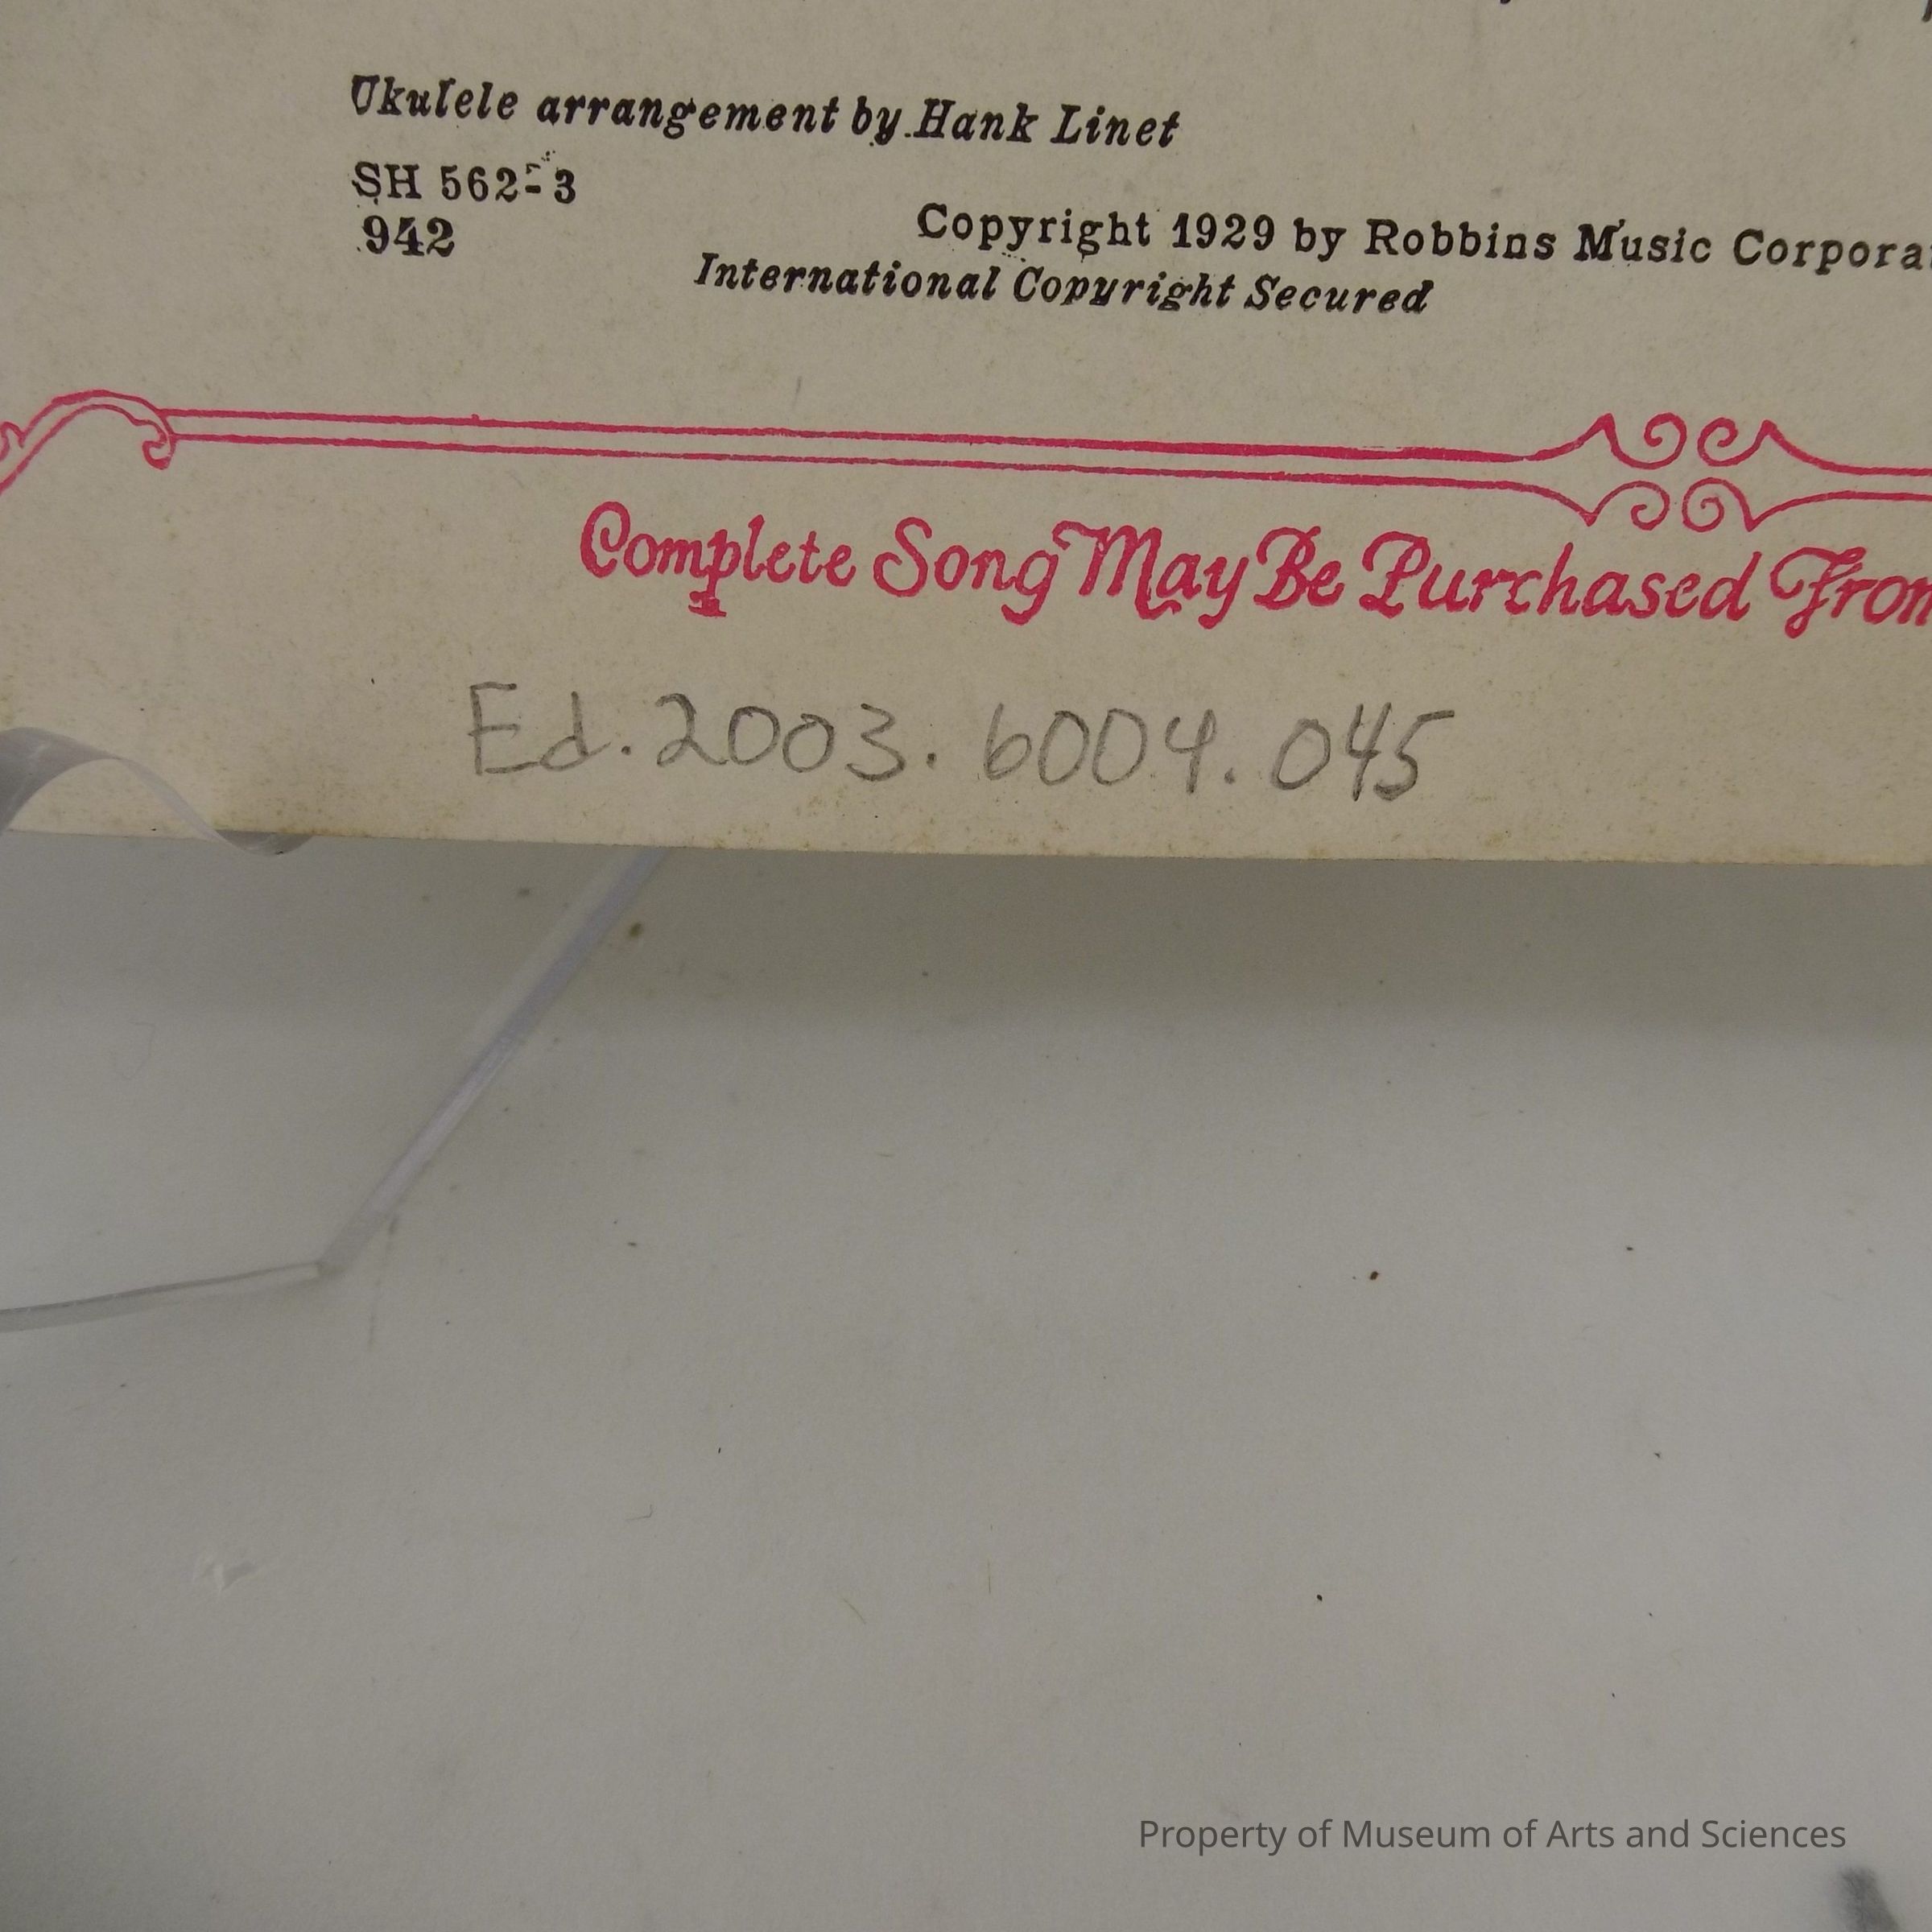 Ukulele arrangement by Hank Linet
SH 562-3
942
Copyright 1929 by Robbins Music Corporat
International Copyright Secured
Complete Song May Be Purchased From
Ed.2003.6004.045
Property of Museum of Arts and Sciences